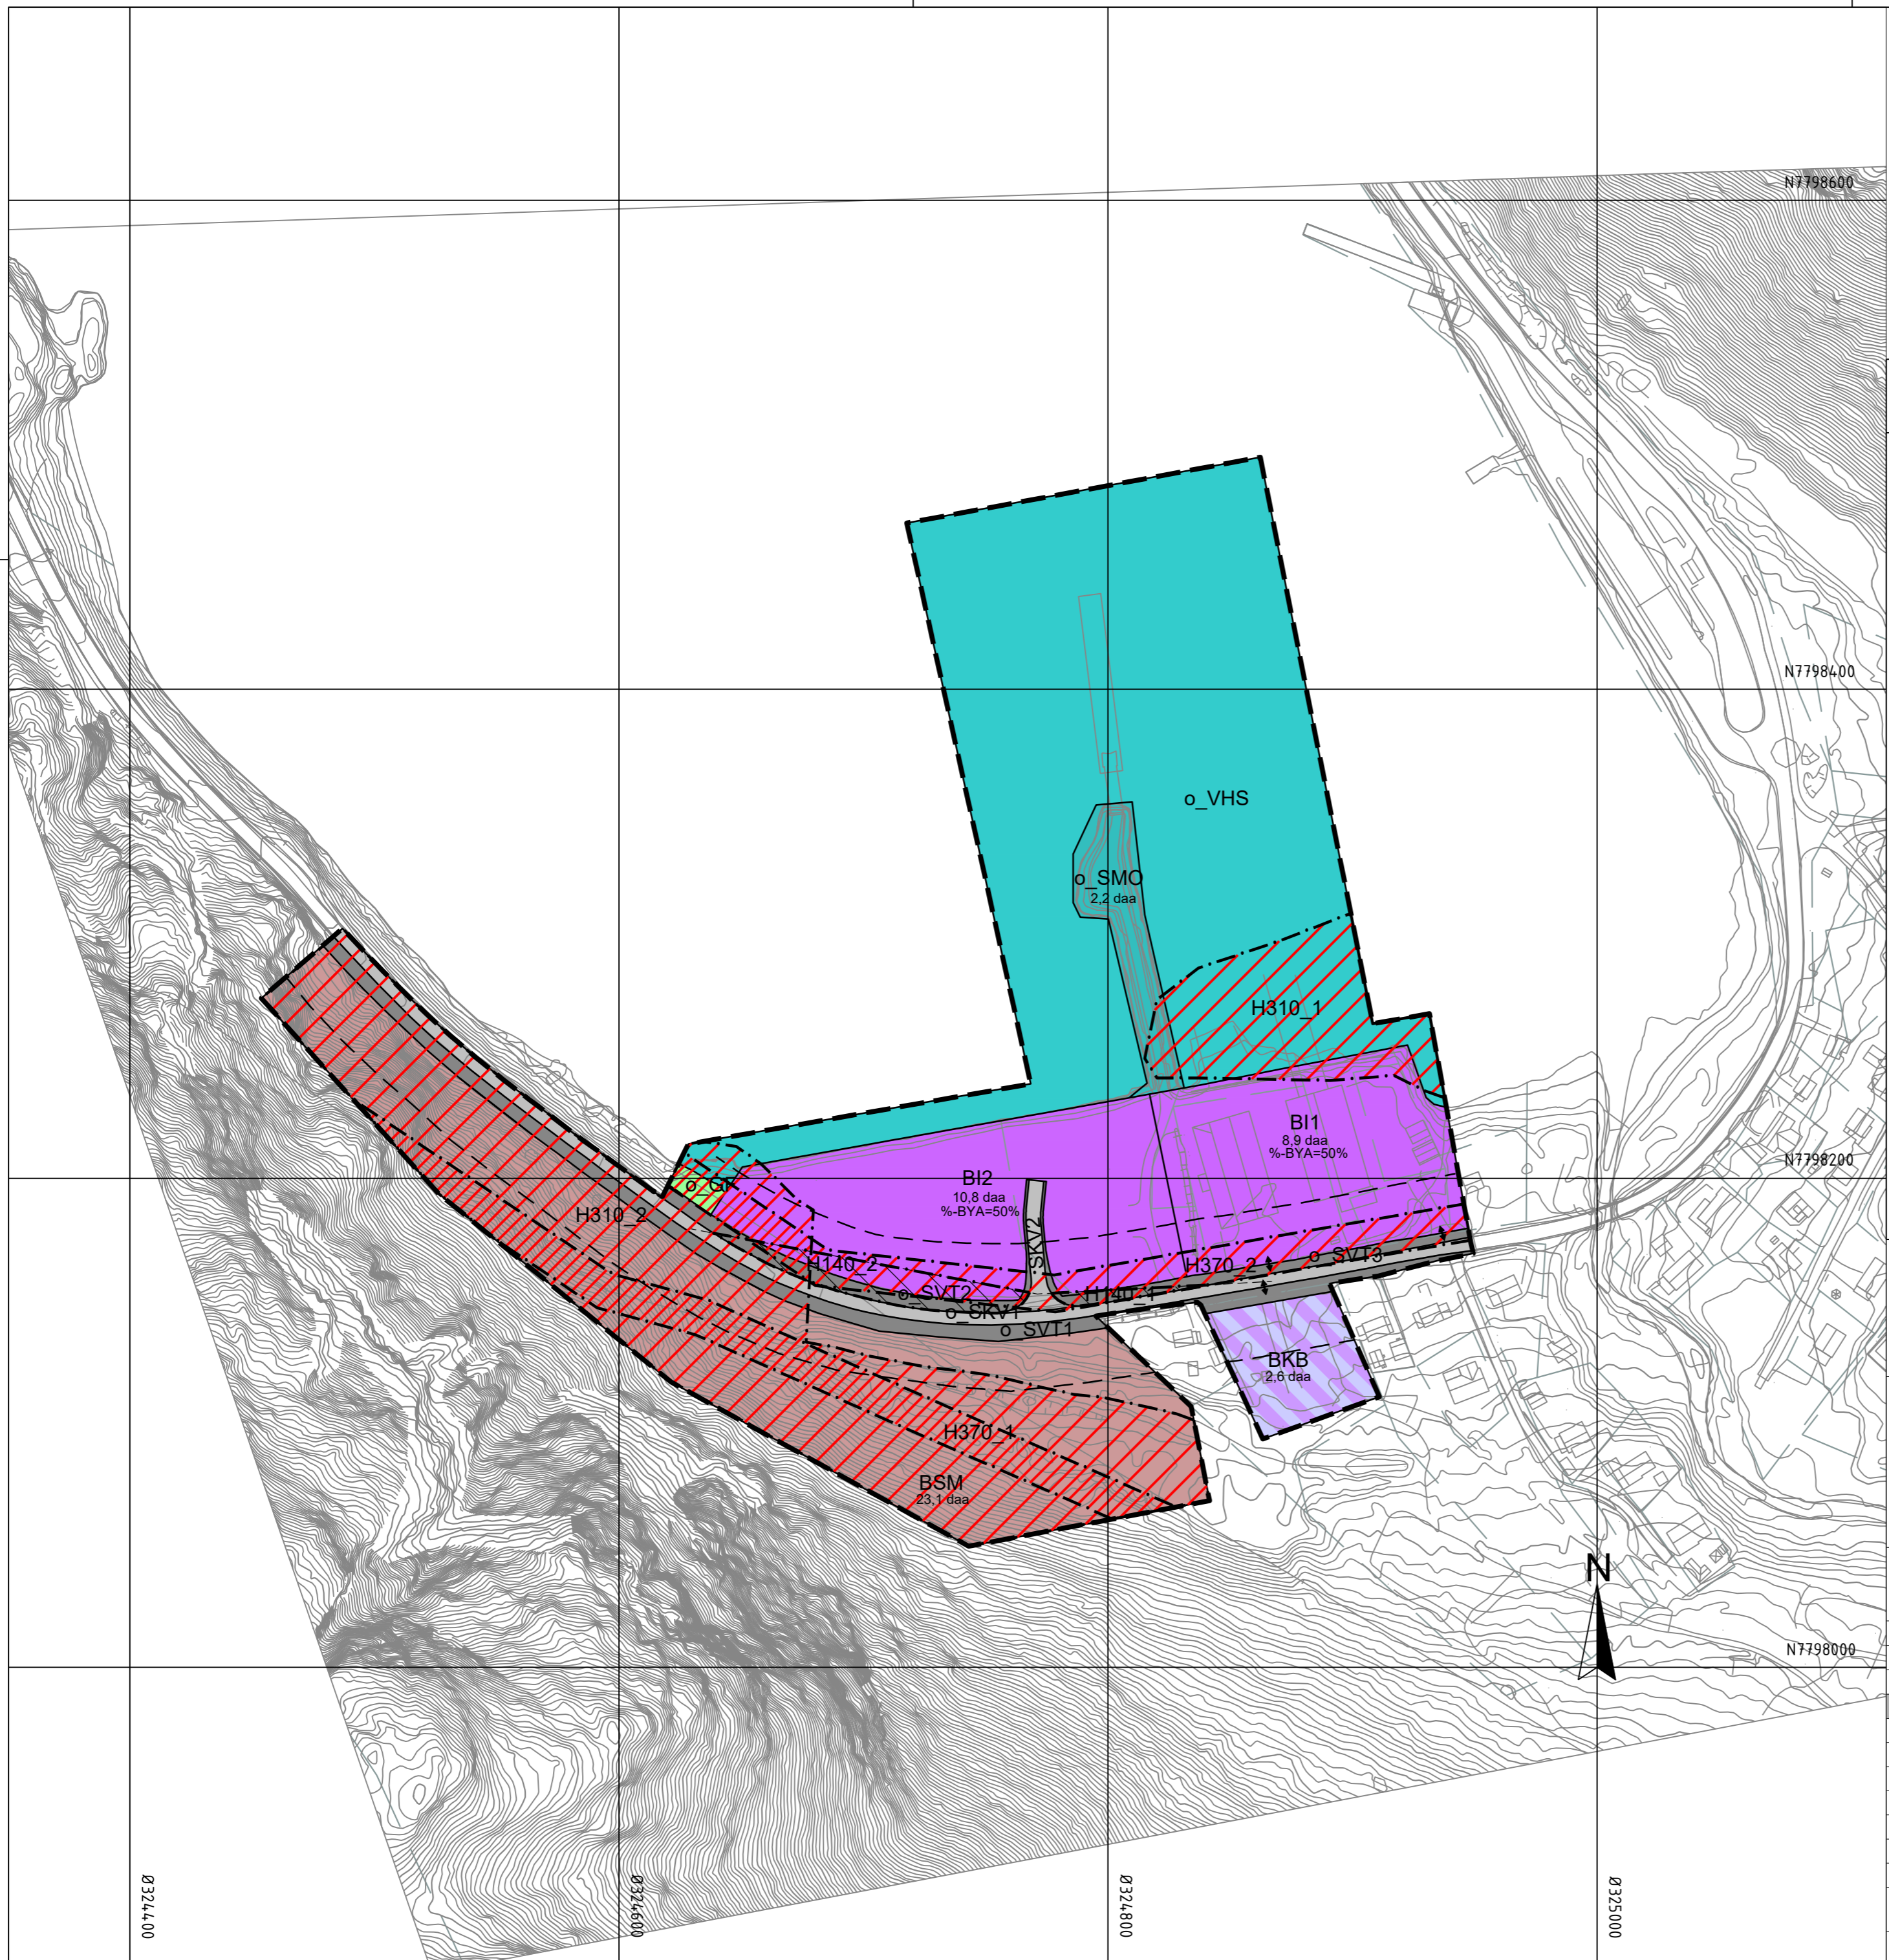 N7798600
N7798400
o_VHS
o_SMO
2,2 daa
H310_1
BI1
8,9 daa
%-BYA=50%
N7798200
BI2
10,8 daa
%-BYA=50%
o_GF
H310_2
SKV2
H140_2
H370_2
o_SVT3
o_SVT2
H140_1
o_SKV1
o_SVT1
BKB
2,6 daa
H370_1
BSM
23,1 daa
N
N7798000
Ø324400
Ø324600
Ø324800
Ø325000